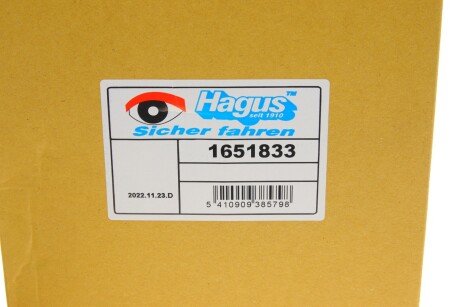 Hagus™
seit 1910
Sicher fahren
1651833
2022.11.23.D
5 410909 385798